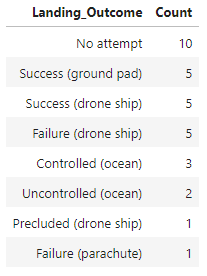 Landing_Outcome Count
No attempt 10
Success (ground pad) 5
Success (drone ship) 5
Failure (drone ship) 5
Controlled (ocean) 3
Uncontrolled (ocean) 2
Precluded (drone ship) 1
Failure (parachute) 1